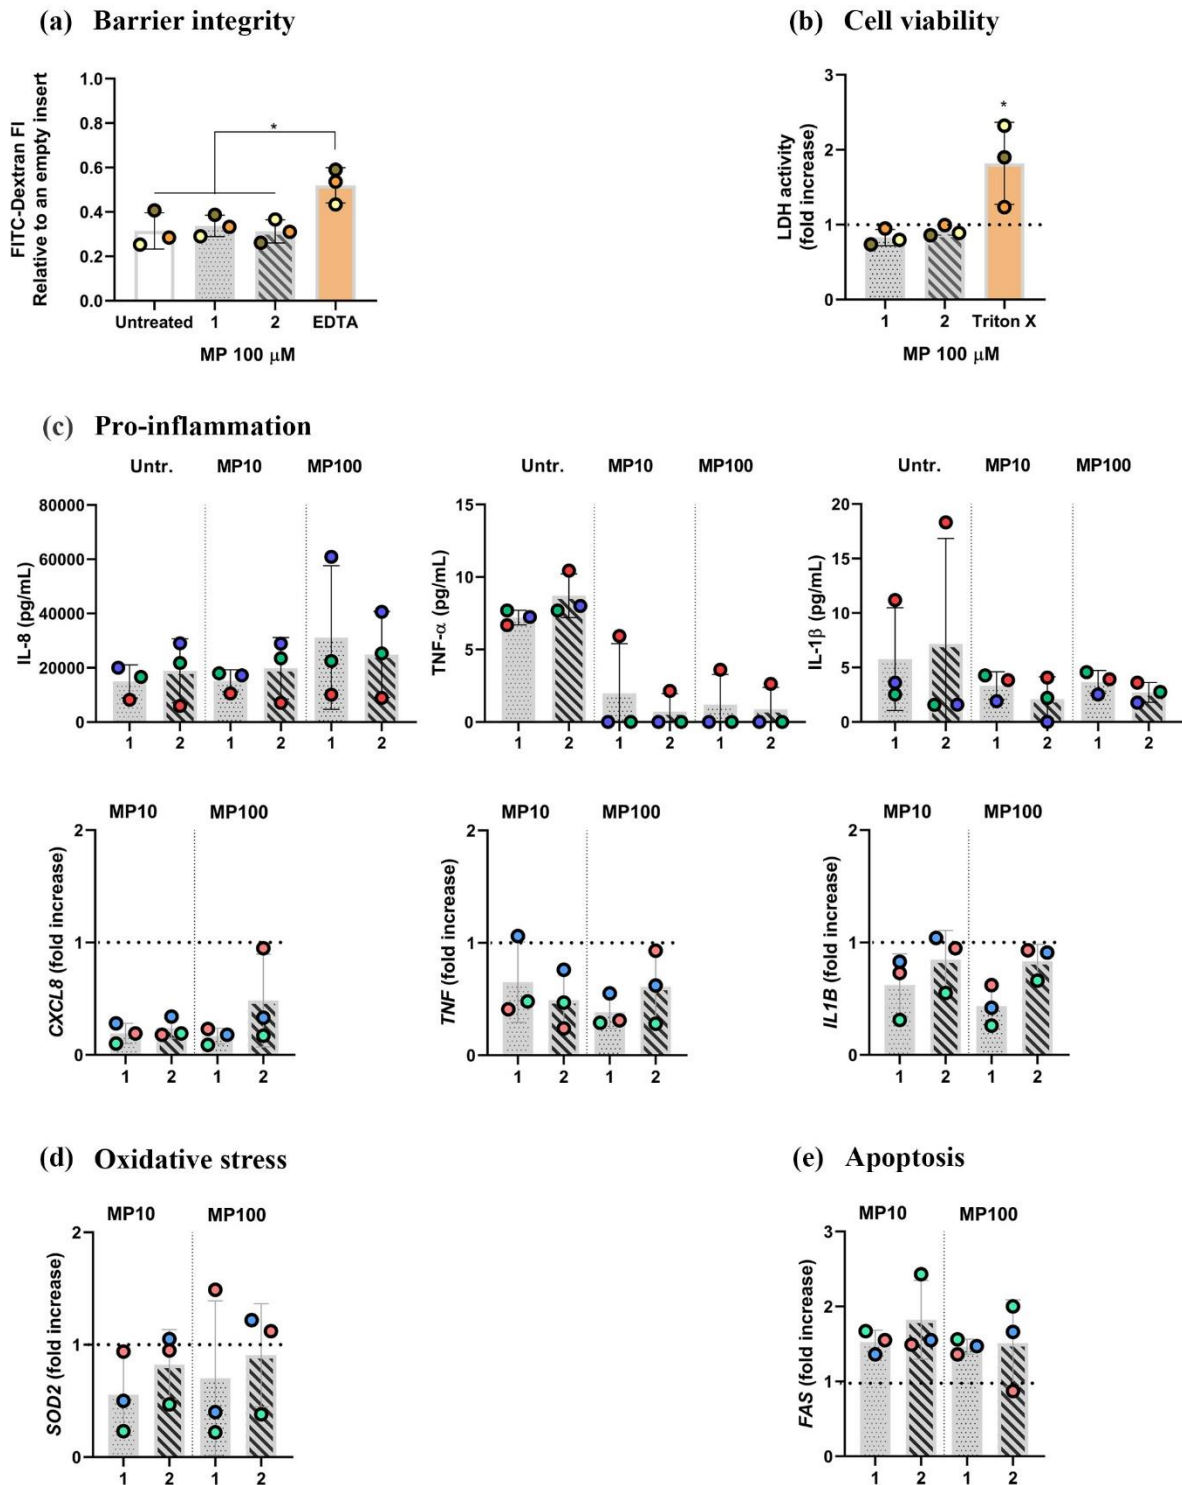 (a) Barrier integrity
(b) Cell viability
FITC-Dextran FI
Relative to an empty insert
1.0
0.8
0.6
0.4
0.2
0.0
*
Untreated 1 2 EDTA
MP 100 μM
LDH activity
(fold increase)
3
2
1
0
*
1 2 Triton X
MP 100 μM
(c) Pro-inflammation
Untr. MP10 MP100
IL-8 (pg/mL)
80000
60000
40000
20000
0
1 2 1 2 1 2
Untr. MP10 MP100
TNF-α (pg/mL)
15
10
5
0
1 2 1 2 1 2
Untr. MP10 MP100
IL-1β (pg/mL)
20
15
10
5
0
1 2 1 2 1 2
MP10 MP100
CXCL8 (fold increase)
2
1
0
1 2 1 2
MP10 MP100
TNF (fold increase)
2
1
0
1 2 1 2
MP10 MP100
IL1B (fold increase)
2
1
0
1 2 1 2
(d) Oxidative stress
(e) Apoptosis
MP10 MP100
SOD2 (fold increase)
2
1
0
1 2 1 2
MP10 MP100
FAS (fold increase)
3
2
1
0
1 2 1 2